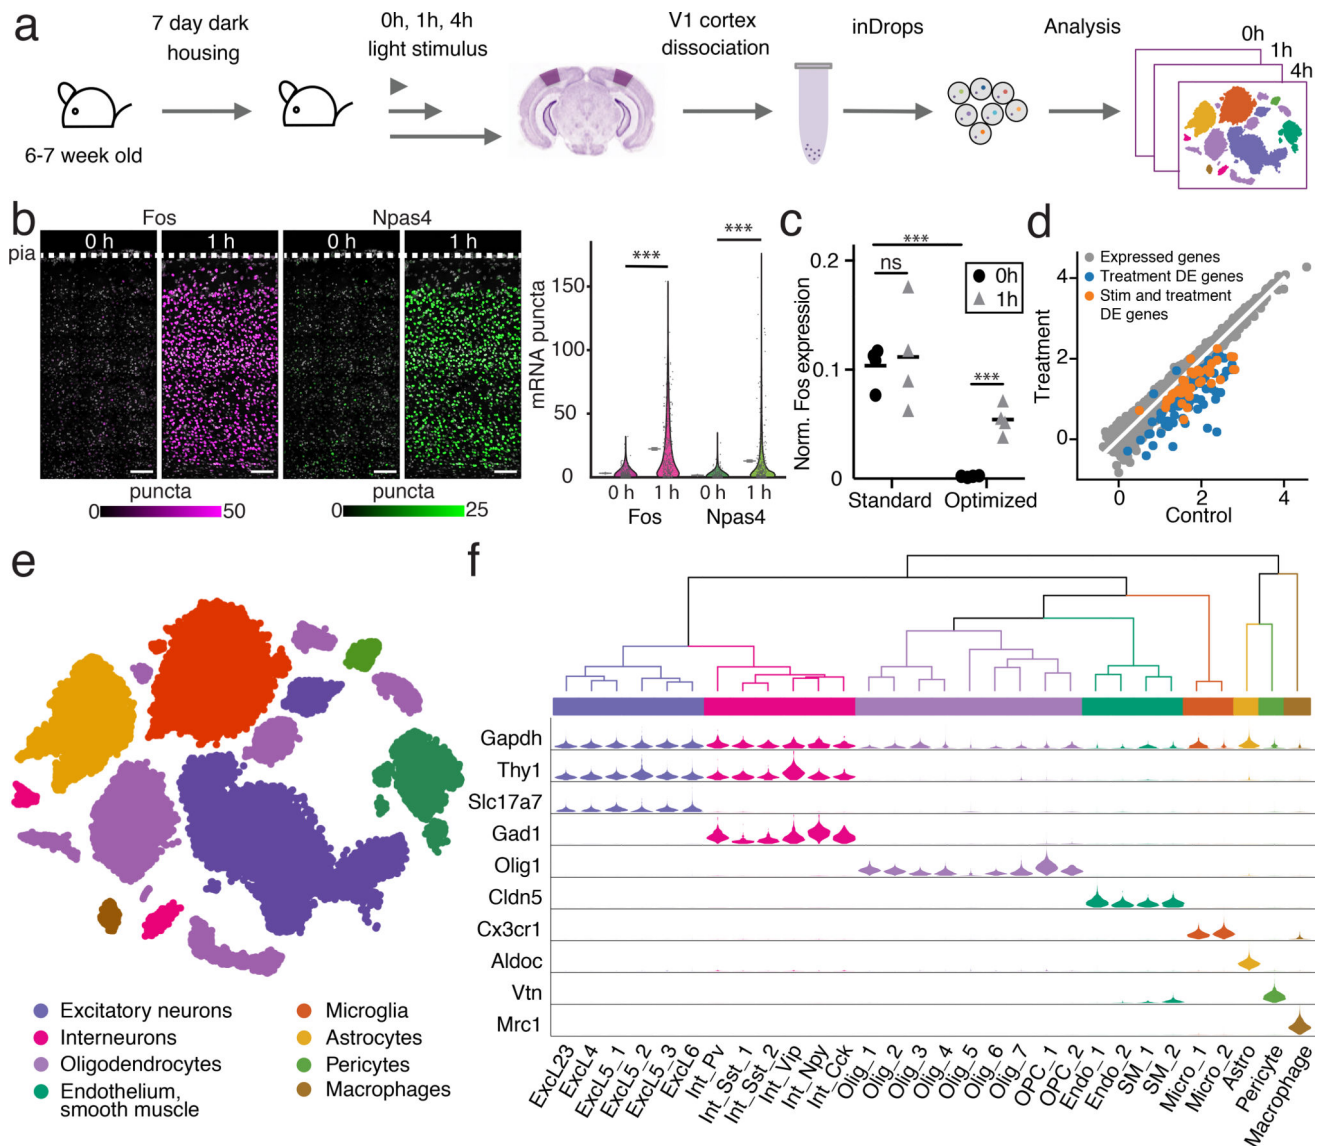 a
7 day dark
housing
0h, 1h, 4h
light stimulus
V1 cortex
dissociation
inDrops
Analysis
0h
1h
4h
6-7 week old
b
Fos
Npas4
0 h
1 h
0 h
1 h
pia
puncta
0
50
puncta
0
25
mRNA puncta
150
100
50
0
***
***
0 h
1 h
0 h
1 h
Fos
Npas4
c
Norm. Fos expression
0.2
0.1
0
***
ns
***
0h
1h
Standard
Optimized
d
Expressed genes
Treatment DE genes
Stim and treatment
DE genes
Treatment
4
2
0
0
2
4
Control
e
Excitatory neurons
Interneurons
Oligodendrocytes
Endothelium,
smooth muscle
Microglia
Astrocytes
Pericytes
Macrophages
f
Gapdh
Thy1
Slc17a7
Gad1
Olig1
Cldn5
Cx3cr1
Aldoc
Vtn
Mrc1
ExcL23
ExcL4
ExcL5_1
ExcL5_2
ExcL5_3
ExcL6
Int_Pv
Int_Sst_1
Int_Sst_2
Int_Vip
Int_Npy
Int_Cck
Olig_1
Olig_2
Olig_3
Olig_4
Olig_5
Olig_6
Olig_7
OPC_1
OPC_2
Endo_1
Endo_2
SM_1
SM_2
Micro_1
Micro_2
Astro
Pericyte
Macrophage